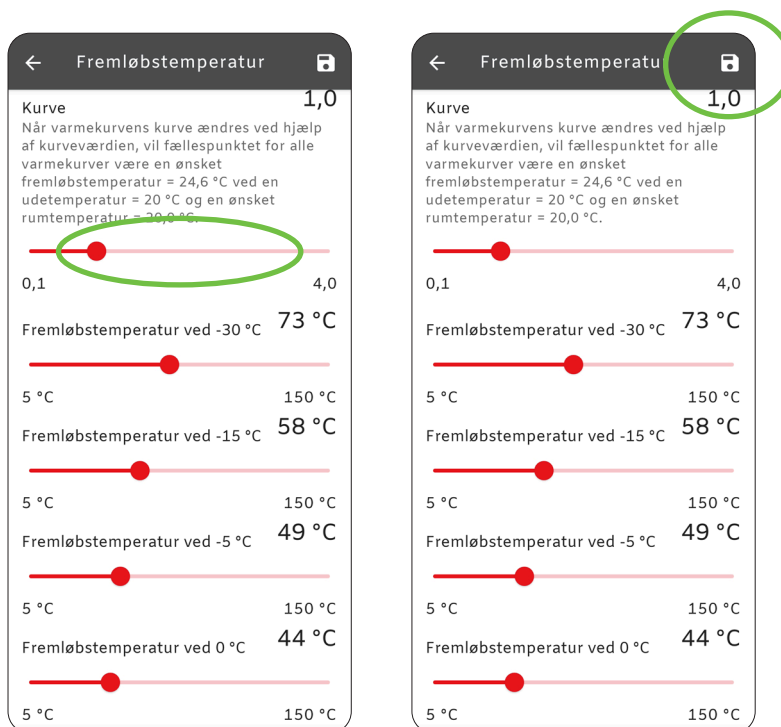 Fremløbstemperatur
Kurve 1,0
Når varmekurvens kurve ændres ved hjælp
af kurveværdien, vil fællespunktet for alle
varmekurver være en ønsket
fremløbstemperatur = 24,6 °C ved en
udetemperatur = 20 °C og en ønsket
rumtemperatur = 20,0 °C.
0,1 4,0
Fremløbstemperatur ved -30 °C 73 °C
5 °C 150 °C
Fremløbstemperatur ved -15 °C 58 °C
5 °C 150 °C
Fremløbstemperatur ved -5 °C 49 °C
5 °C 150 °C
Fremløbstemperatur ved 0 °C 44 °C
5 °C 150 °C
Fremløbstemperatu
Kurve 1,0
Når varmekurvens kurve ændres ved hjælp
af kurveværdien, vil fællespunktet for alle
varmekurver være en ønsket
fremløbstemperatur = 24,6 °C ved en
udetemperatur = 20 °C og en ønsket
rumtemperatur = 20,0 °C.
0,1 4,0
Fremløbstemperatur ved -30 °C 73 °C
5 °C 150 °C
Fremløbstemperatur ved -15 °C 58 °C
5 °C 150 °C
Fremløbstemperatur ved -5 °C 49 °C
5 °C 150 °C
Fremløbstemperatur ved 0 °C 44 °C
5 °C 150 °C